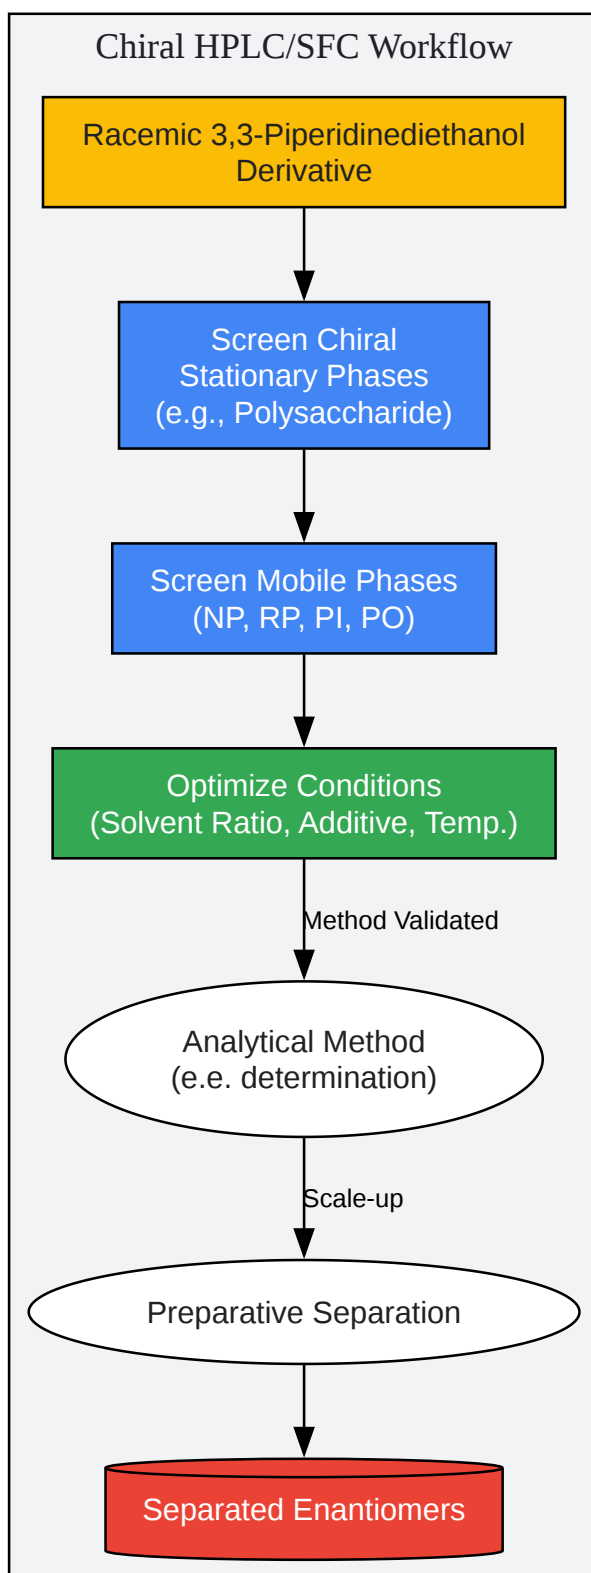 Chiral HPLC/SFC Workflow
Racemic 3,3-Piperidinediethanol
Derivative
Screen Chiral
Stationary Phases
(e.g., Polysaccharide)
Screen Mobile Phases
(NP, RP, PI, PO)
Optimize Conditions
(Solvent Ratio, Additive, Temp.)
Method Validated
Analytical Method
(e.e. determination)
Scale-up
Preparative Separation
Separated Enantiomers